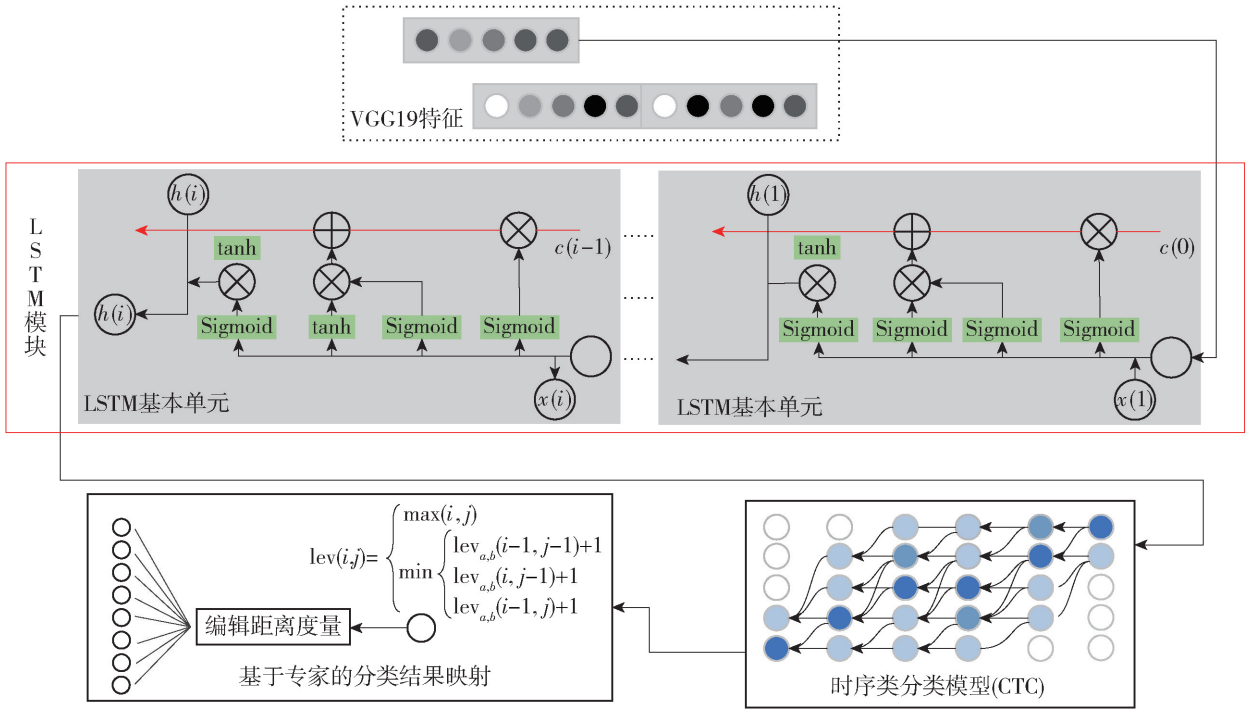 VGG19特征
LSTM模块
h(i)
tanh
c(i−1)
h(i)
Sigmoid
tanh
Sigmoid
Sigmoid
x(i)
LSTM基本单元
······
······
······
h(1)
tanh
c(0)
Sigmoid
Sigmoid
Sigmoid
Sigmoid
x(1)
LSTM基本单元
lev(i,j)=
max(i,j)
min
lev_{a,b}(i−1, j−1)+1
lev_{a,b}(i, j−1)+1
lev_{a,b}(i−1, j)+1
编辑距离度量
基于专家的分类结果映射
时序类分类模型(CTC)